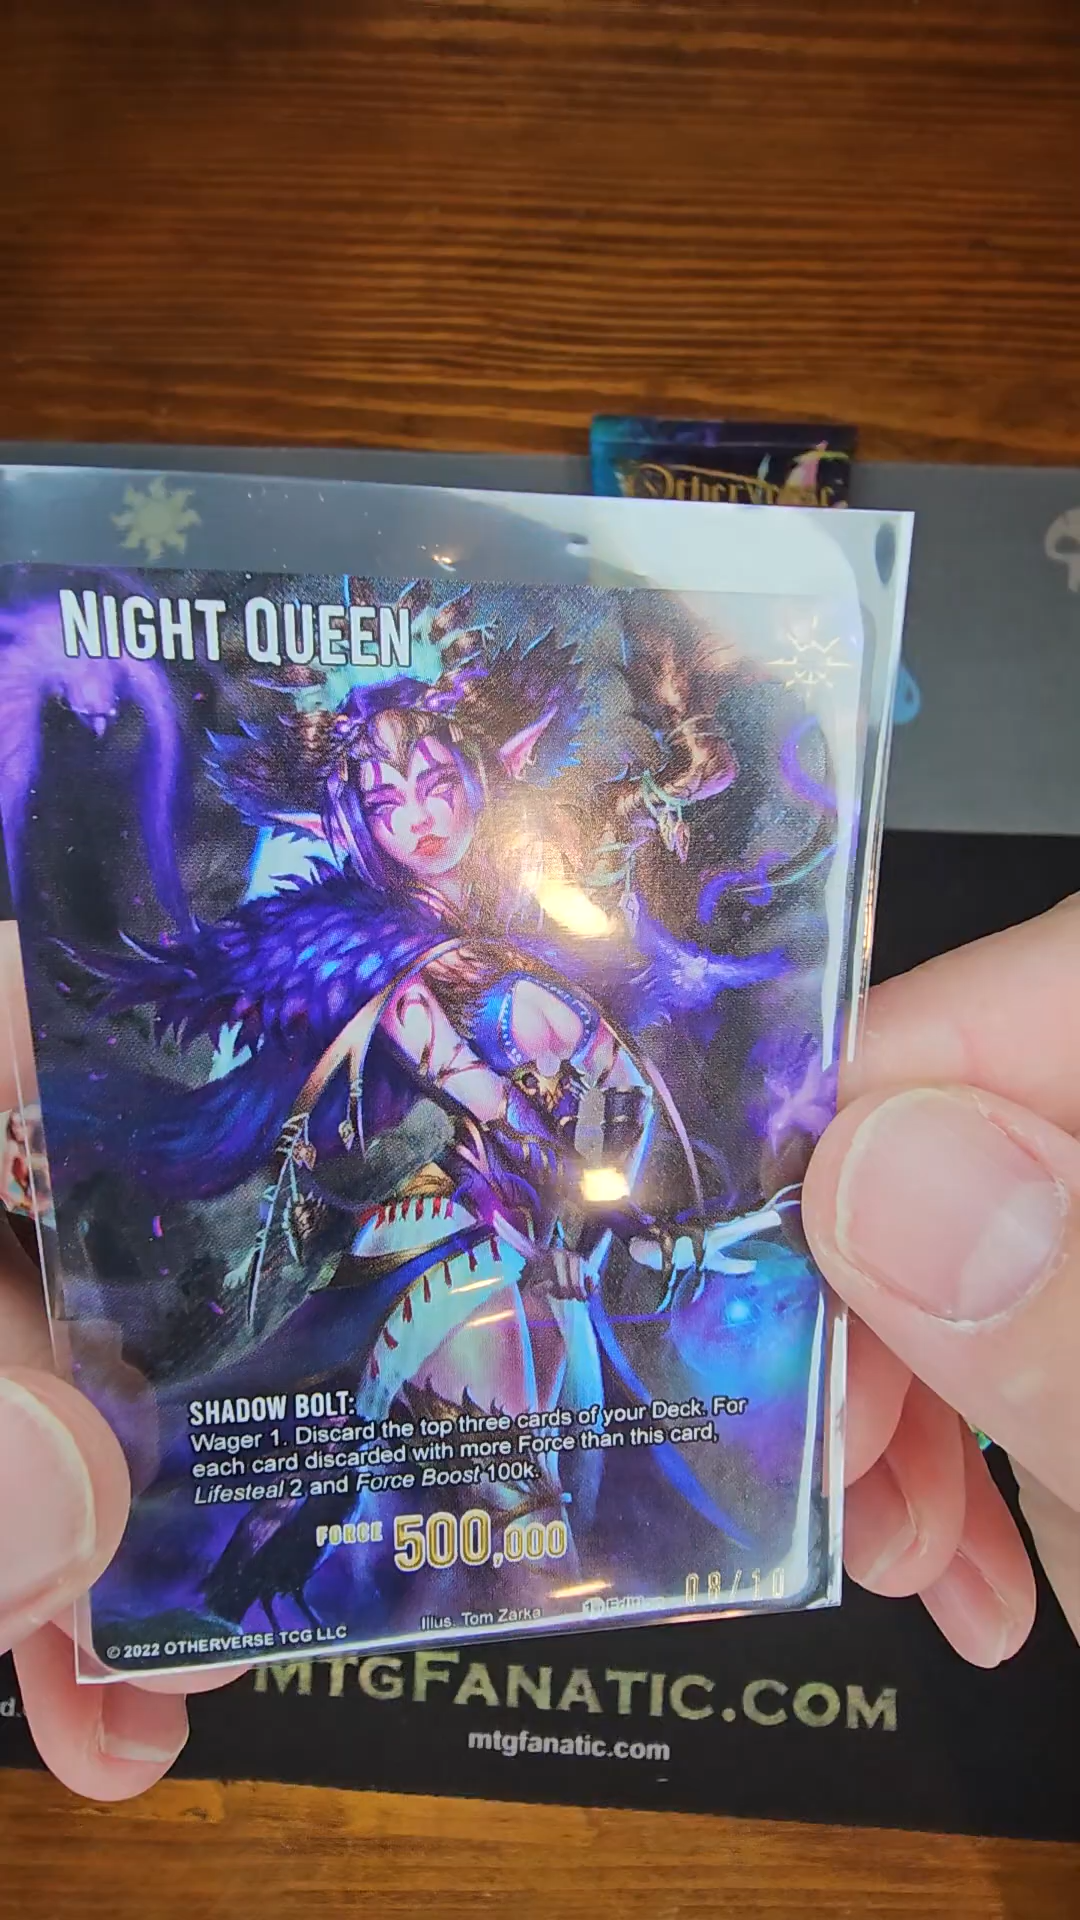 Otherverse
NIGHT QUEEN
SHADOW BOLT:
Wager 1. Discard the top three cards of your Deck. For
each card discarded with more Force than this card,
Lifesteal 2 and Force Boost 100k.
FORCE 500,000
08/10
© 2022 OTHERVERSE TCG LLC
Illus. Tom Zarka
MTGFANATIC.COM
mtgfanatic.com